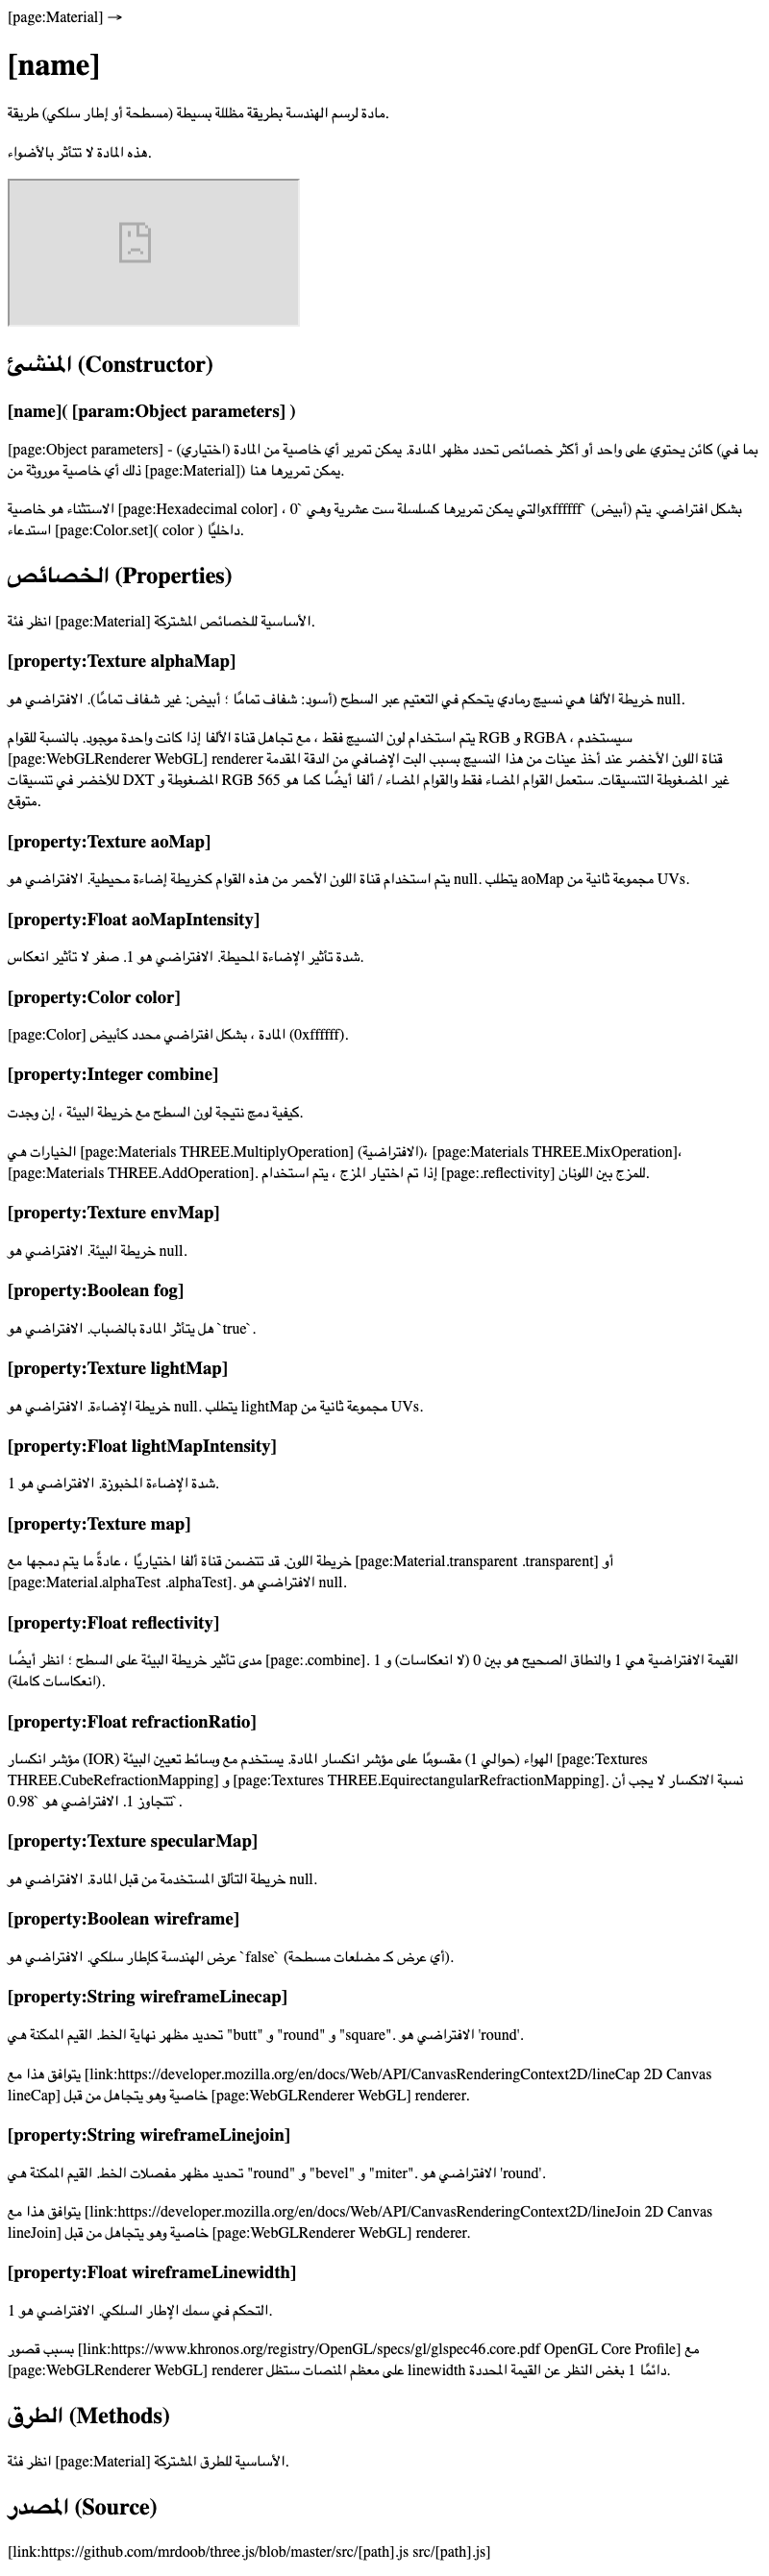 [page:Material] →
[name]
مادة لرسم الهندسة بطريقة مظللة بسيطة (مسطحة أو إطار سلكي) طريقة.
هذه المادة لا تتأثر بالأضواء.
المنشئ (Constructor)
[name]( [param:Object parameters] )
[page:Object parameters] - (اختياري) كائن يحتوي على واحد أو أكثر خصائص تحدد مظهر المادة. يمكن تمرير أي خاصية من المادة (بما في
ذلك أي خاصية موروثة من [page:Material]) يمكن تمريرها هنا.
الاستثناء هو خاصية [page:Hexadecimal color] ، والتي يمكن تمريرها كسلسلة ست عشرية وهي `0xffffff` (أبيض) بشكل افتراضي. يتم
استدعاء [page:Color.set]( color ) داخليًا.
الخصائص (Properties)
انظر فئة [page:Material] الأساسية للخصائص المشتركة.
[property:Texture alphaMap]
خريطة الألفا هي نسيج رمادي يتحكم في التعتيم عبر السطح (أسود: شفاف تمامًا ؛ أبيض: غير شفاف تمامًا). الافتراضي هو null.
يتم استخدام لون النسيج فقط ، مع تجاهل قناة الألفا إذا كانت واحدة موجود. بالنسبة للقوام RGB و RGBA ، سيستخدم
[page:WebGLRenderer WebGL] renderer قناة اللون الأخضر عند أخذ عينات من هذا النسيج بسبب البت الإضافي من الدقة المقدمة
للأخضر في تنسيقات DXT المضغوطة و RGB 565 غير المضغوطة التنسيقات. ستعمل القوام المضاء فقط والقوام المضاء / ألفا أيضًا كما هو
متوقع.
[property:Texture aoMap]
يتم استخدام قناة اللون الأحمر من هذه القوام كخريطة إضاءة محيطية. الافتراضي هو null. يتطلب aoMap مجموعة ثانية من UVs.
[property:Float aoMapIntensity]
شدة تأثير الإضاءة المحيطة. الافتراضي هو 1. صفر لا تأثير انعكاس.
[property:Color color]
[page:Color] المادة ، بشكل افتراضي محدد كأبيض (0xffffff).
[property:Integer combine]
كيفية دمج نتيجة لون السطح مع خريطة البيئة ، إن وجدت.
الخيارات هي [page:Materials THREE.MultiplyOperation] (الافتراضية)، [page:Materials THREE.MixOperation]،
[page:Materials THREE.AddOperation]. إذا تم اختيار المزج ، يتم استخدام [page:.reflectivity] للمزج بين اللونان.
[property:Texture envMap]
خريطة البيئة. الافتراضي هو null.
[property:Boolean fog]
هل يتأثر المادة بالضباب. الافتراضي هو `true`.
[property:Texture lightMap]
خريطة الإضاءة. الافتراضي هو null. يتطلب lightMap مجموعة ثانية من UVs.
[property:Float lightMapIntensity]
شدة الإضاءة المخبوزة. الافتراضي هو 1.
[property:Texture map]
خريطة اللون. قد تتضمن قناة ألفا اختياريًا ، عادةً ما يتم دمجها مع [page:Material.transparent .transparent] أو
[page:Material.alphaTest .alphaTest]. الافتراضي هو null.
[property:Float reflectivity]
مدى تأثير خريطة البيئة على السطح ؛ انظر أيضًا [page:.combine]. القيمة الافتراضية هي 1 والنطاق الصحيح هو بين 0 (لا انعكاسات) و 1
(انعكاسات كاملة).
[property:Float refractionRatio]
مؤشر انكسار (IOR) الهواء (حوالي 1) مقسومًا على مؤشر انكسار المادة. يستخدم مع وسائط تعيين البيئة [page:Textures
THREE.CubeRefractionMapping] و [page:Textures THREE.EquirectangularRefractionMapping]. نسبة الانكسار لا يجب أن
تتجاوز 1. الافتراضي هو `0.98`.
[property:Texture specularMap]
خريطة التألق المستخدمة من قبل المادة. الافتراضي هو null.
[property:Boolean wireframe]
عرض الهندسة كإطار سلكي. الافتراضي هو `false` (أي عرض كـ مضلعات مسطحة).
[property:String wireframeLinecap]
تحديد مظهر نهاية الخط. القيم الممكنة هي "butt" و "round" و "square". الافتراضي هو 'round'.
يتوافق هذا مع [link:https://developer.mozilla.org/en/docs/Web/API/CanvasRenderingContext2D/lineCap 2D Canvas
lineCap] خاصية وهو يتجاهل من قبل [page:WebGLRenderer WebGL] renderer.
[property:String wireframeLinejoin]
تحديد مظهر مفصلات الخط. القيم الممكنة هي "round" و "bevel" و "miter". الافتراضي هو 'round'.
يتوافق هذا مع [link:https://developer.mozilla.org/en/docs/Web/API/CanvasRenderingContext2D/lineJoin 2D Canvas
lineJoin] خاصية وهو يتجاهل من قبل [page:WebGLRenderer WebGL] renderer.
[property:Float wireframeLinewidth]
التحكم في سمك الإطار السلكي. الافتراضي هو 1.
بسبب قصور [link:https://www.khronos.org/registry/OpenGL/specs/gl/glspec46.core.pdf OpenGL Core Profile] مع
[page:WebGLRenderer WebGL] renderer على معظم المنصات ستظل linewidth دائمًا 1 بغض النظر عن القيمة المحددة.
الطرق (Methods)
انظر فئة [page:Material] الأساسية للطرق المشتركة.
المصدر (Source)
[link:https://github.com/mrdoob/three.js/blob/master/src/[path].js src/[path].js]